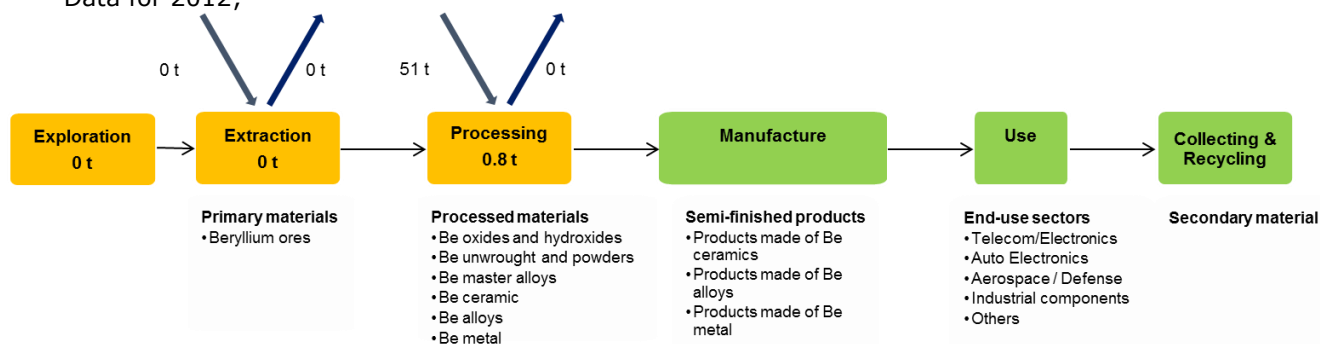 Data for 2012,
0 t
0 t
51 t
0 t
Exploration
0 t
Extraction
0 t
Processing
0.8 t
Manufacture
Use
Collecting &
Recycling
Primary materials
• Beryllium ores
Processed materials
• Be oxides and hydroxides
• Be unwrought and powders
• Be master alloys
• Be ceramic
• Be alloys
• Be metal
Semi-finished products
• Products made of Be
ceramics
• Products made of Be
alloys
• Products made of Be
metal
End-use sectors
• Telecom/Electronics
• Auto Electronics
• Aerospace / Defense
• Industrial components
• Others
Secondary material